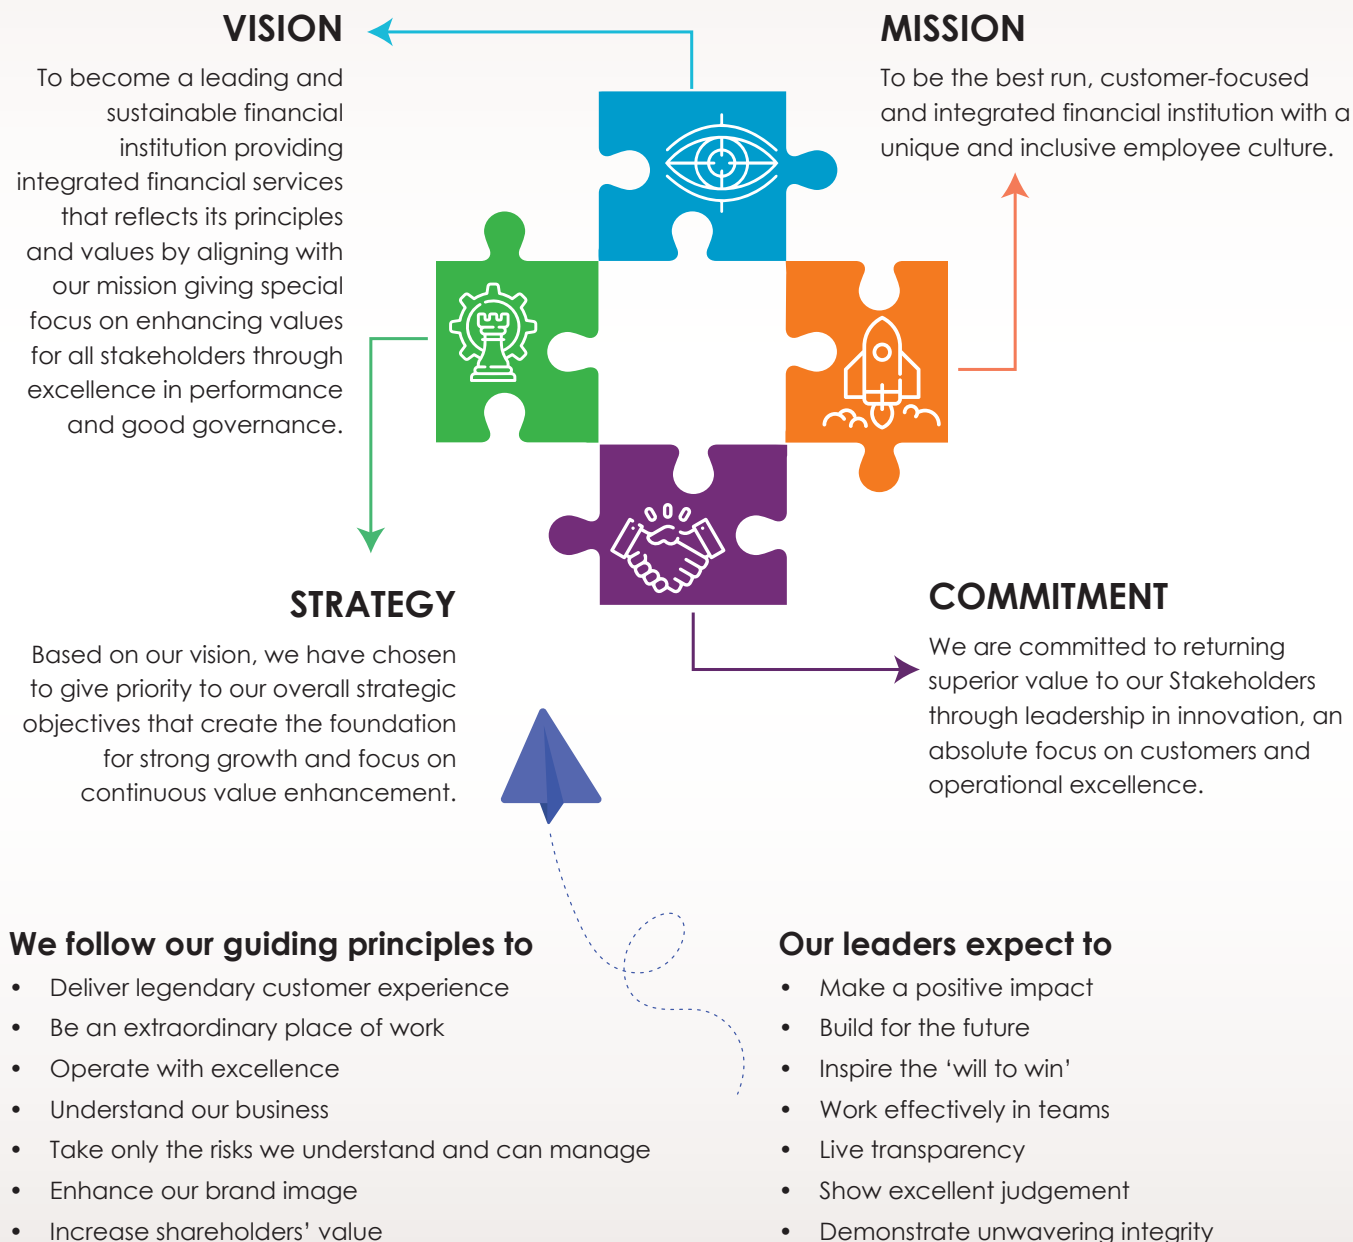 VISION
To become a leading and
sustainable financial
institution providing
integrated financial services
that reflects its principles
and values by aligning with
our mission giving special
focus on enhancing values
for all stakeholders through
excellence in performance
and good governance.
MISSION
To be the best run, customer-focused
and integrated financial institution with a
unique and inclusive employee culture.
STRATEGY
Based on our vision, we have chosen
to give priority to our overall strategic
objectives that create the foundation
for strong growth and focus on
continuous value enhancement.
COMMITMENT
We are committed to returning
superior value to our Stakeholders
through leadership in innovation, an
absolute focus on customers and
operational excellence.
We follow our guiding principles to
• Deliver legendary customer experience
• Be an extraordinary place of work
• Operate with excellence
• Understand our business
• Take only the risks we understand and can manage
• Enhance our brand image
• Increase shareholders’ value
Our leaders expect to
• Make a positive impact
• Build for the future
• Inspire the ‘will to win’
• Work effectively in teams
• Live transparency
• Show excellent judgement
• Demonstrate unwavering integrity